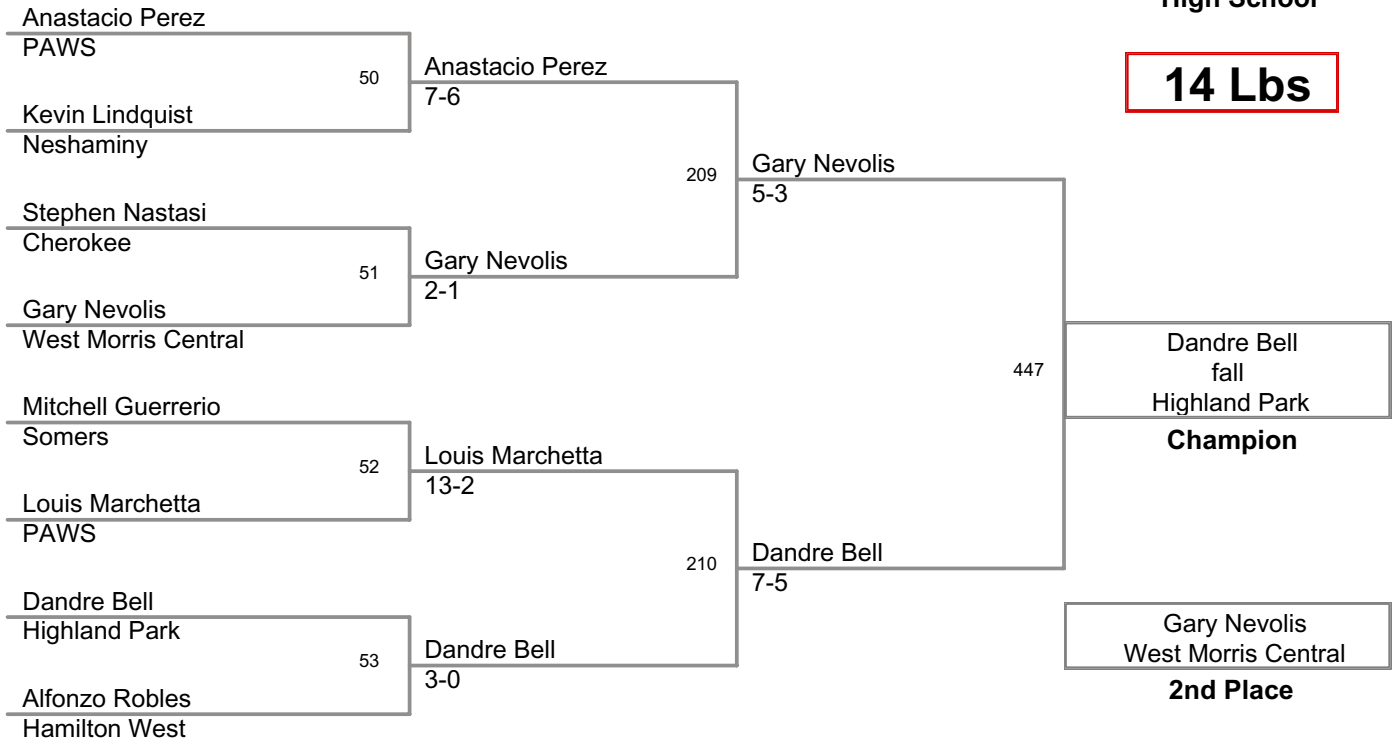 High School
14 Lbs
Anastacio Perez
PAWS
50
Kevin Lindquist
Neshaminy
Anastacio Perez
7-6
Stephen Nastasi
Cherokee
51
Gary Nevolis
West Morris Central
Gary Nevolis
2-1
209
Gary Nevolis
5-3
Mitchell Guerrerio
Somers
52
Louis Marchetta
PAWS
Louis Marchetta
13-2
Dandre Bell
Highland Park
53
Alfonzo Robles
Hamilton West
Dandre Bell
3-0
210
Dandre Bell
7-5
447
Dandre Bell
fall
Highland Park
Champion
Gary Nevolis
West Morris Central
2nd Place